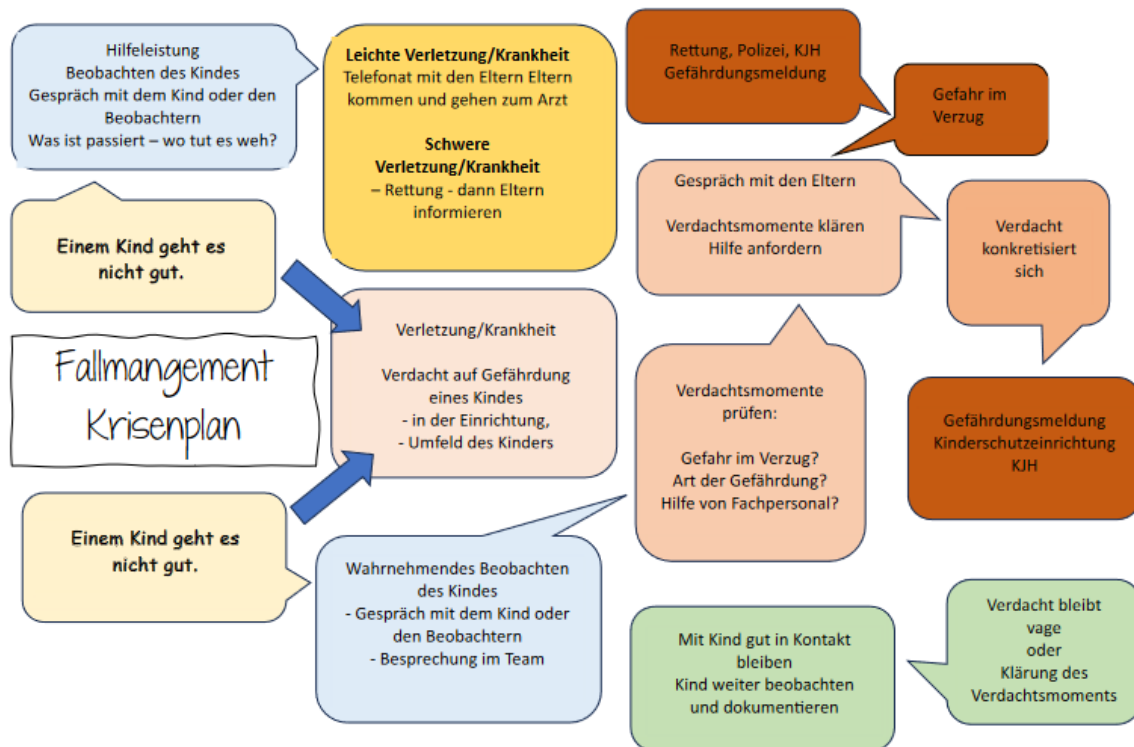 Hilfeleistung
Beobachten des Kindes
Gespräch mit dem Kind oder den
Beobachtern
Was ist passiert – wo tut es weh?
Leichte Verletzung/Krankheit
Telefonat mit den Eltern Eltern
kommen und gehen zum Arzt
Schwere
Verletzung/Krankheit
– Rettung - dann Eltern
informieren
Rettung, Polizei, KJH
Gefährdungsmeldung
Gefahr im
Verzug
Einem Kind geht es
nicht gut.
Gespräch mit den Eltern
Verdachtsmomente klären
Hilfe anfordern
Verdacht
konkretisiert
sich
Fallmangement
Krisenplan
Verletzung/Krankheit
Verdacht auf Gefährdung
eines Kindes
- in der Einrichtung,
- Umfeld des Kinders
Verdachtsmomente
prüfen:
Gefahr im Verzug?
Art der Gefährdung?
Hilfe von Fachpersonal?
Gefährdungsmeldung
Kinderschutzeinrichtung
KJH
Einem Kind geht es
nicht gut.
Wahrnehmendes Beobachten
des Kindes
- Gespräch mit dem Kind oder
den Beobachtern
- Besprechung im Team
Mit Kind gut in Kontakt
bleiben
Kind weiter beobachten
und dokumentieren
Verdacht bleibt
vage
oder
Klärung des
Verdachtsmoments